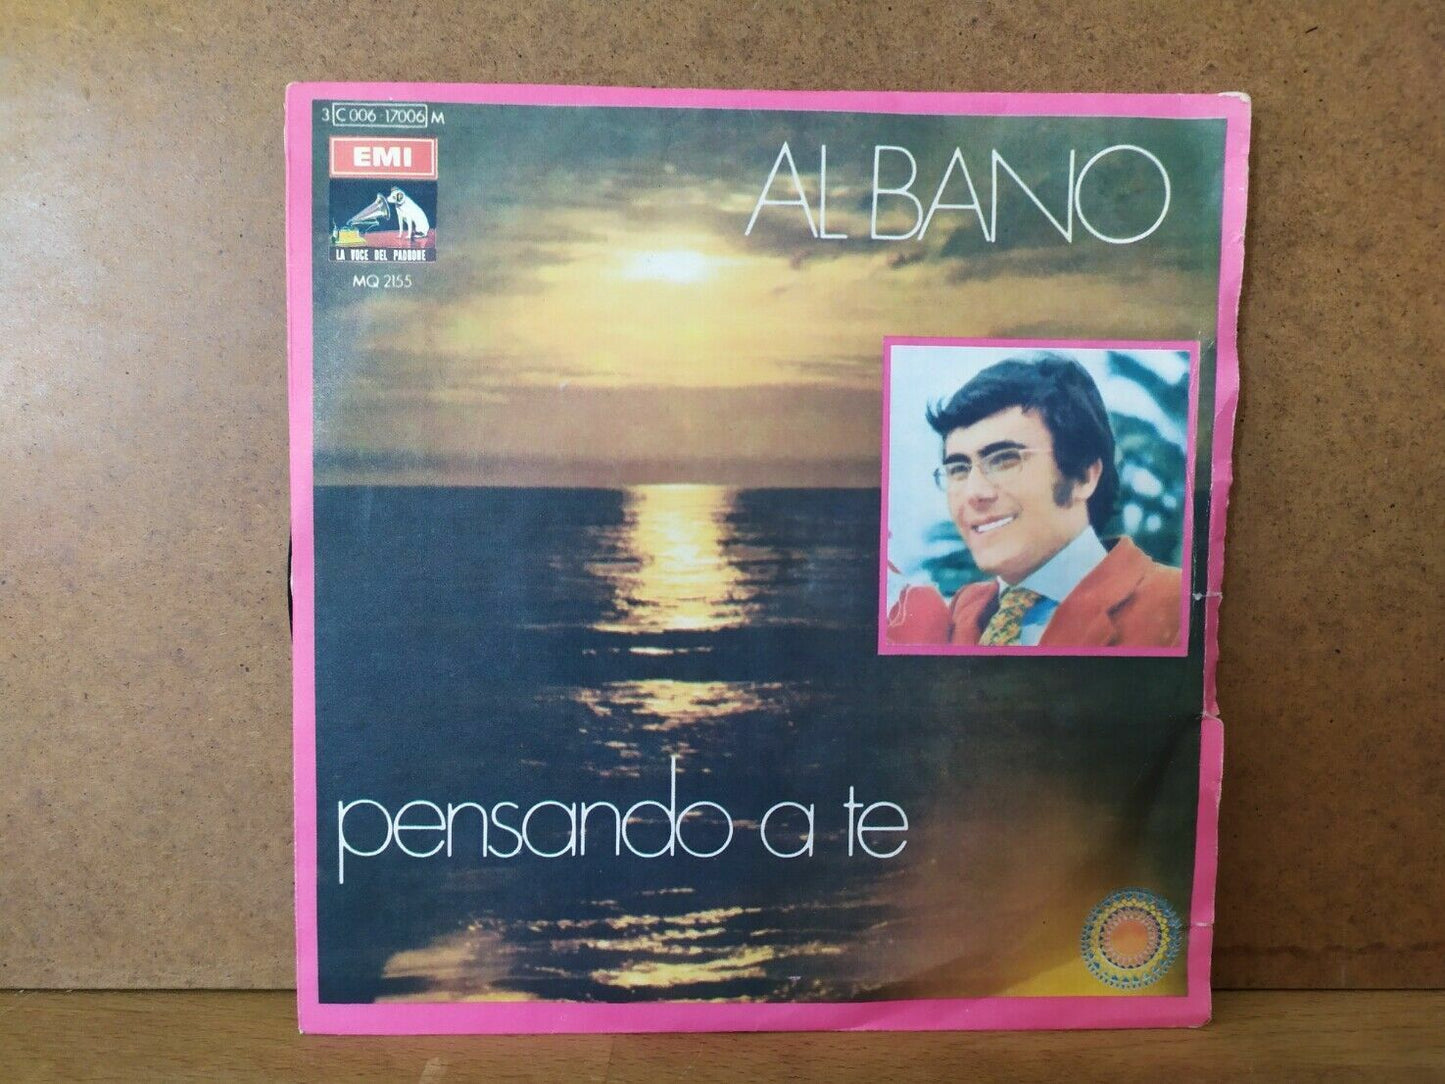 3 C 006 · 17006 M
EMI
LA VOCE DEL PADRONE
MQ 2155
AL BANO
pensando a te